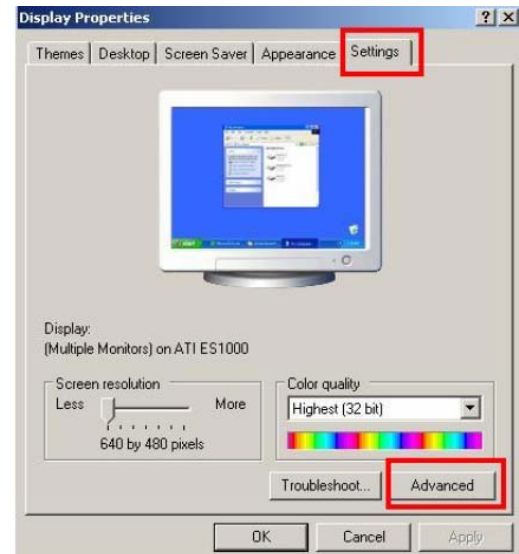 Display Properties
Themes Desktop Screen Saver Appearance Settings
Display:
(Multiple Monitors) on ATI ES1000
Screen resolution
Less More
640 by 480 pixels
Color quality
Highest (32 bit)
Troubleshoot... Advanced
OK Cancel Apply